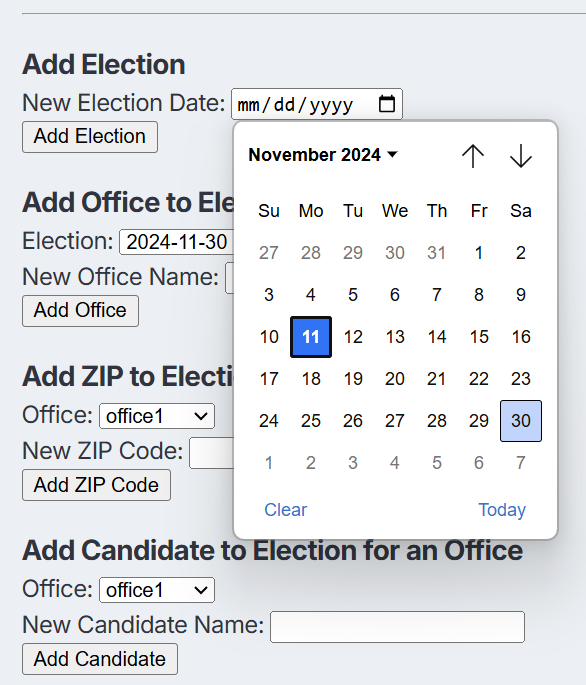 Add Election
New Election Date: mm/dd/yyyy
Add Election
November 2024
Su Mo Tu We Th Fr Sa
27 28 29 30 31 1 2
3 4 5 6 7 8 9
10 11 12 13 14 15 16
17 18 19 20 21 22 23
24 25 26 27 28 29 30
1 2 3 4 5 6 7
Clear Today
Add Office to Ele
Election: 2024-11-30
New Office Name:
Add Office
Add ZIP to Electi
Office: office1
New ZIP Code:
Add ZIP Code
Add Candidate to Election for an Office
Office: office1
New Candidate Name:
Add Candidate